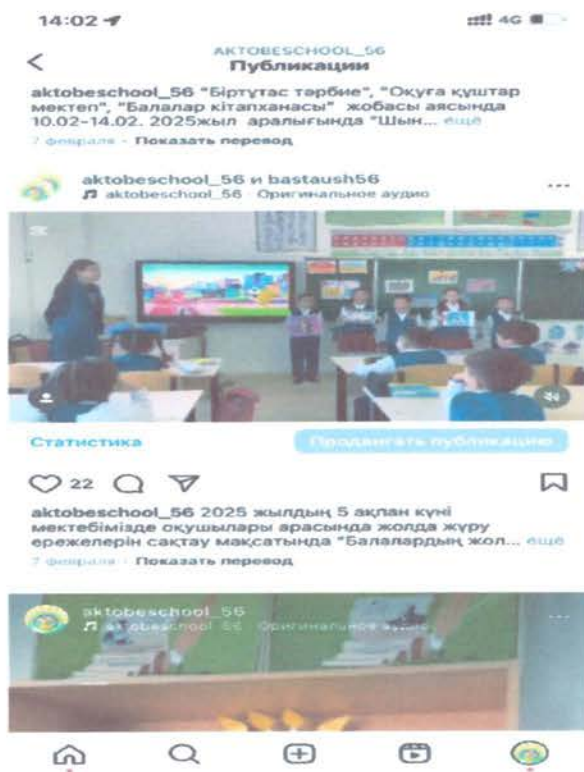 14:02
4G
AKTOBESCHOOL_56
Публикации
aktobeschool_56 "Біртұтас тәрбие", "Оқуға құштар
мектеп", "Балалар кітапханасы" жобасы аясында
10.02-14.02. 2025жыл аралығында "Шын... ещё
7 февраля · Показать перевод
aktobeschool_56 и bastaush56
aktobeschool_56 · Оригинальное аудио
Статистика
Продвигать публикацию
22
aktobeschool_56 2025 жылдың 5 ақпан күні
мектебімізде оқушылары арасында жолда жүру
ережелерін сақтау мақсатында "Балалардың жол... ещё
7 февраля · Показать перевод
aktobeschool_56
aktobeschool_56 · Оригинальное аудио